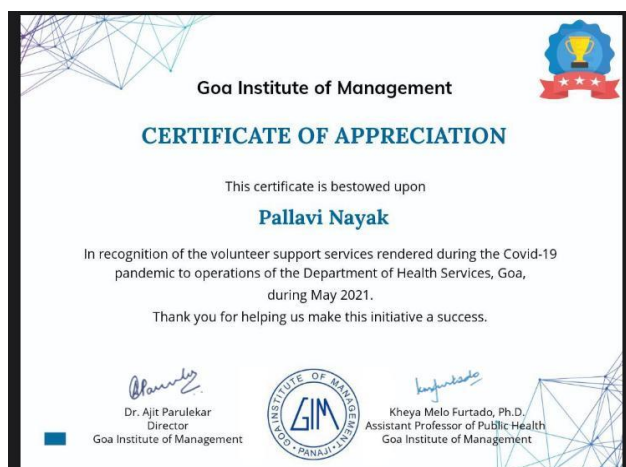 Goa Institute of Management
CERTIFICATE OF APPRECIATION
This certificate is bestowed upon
Pallavi Nayak
In recognition of the volunteer support services rendered during the Covid-19
pandemic to operations of the Department of Health Services, Goa,
during May 2021.
Thank you for helping us make this initiative a success.
Dr. Ajit Parulekar
Director
Goa Institute of Management
GOA INSTITUTE OF MANAGEMENT
GIM
PANAJI
Kheya Melo Furtado, Ph.D.
Assistant Professor of Public Health
Goa Institute of Management